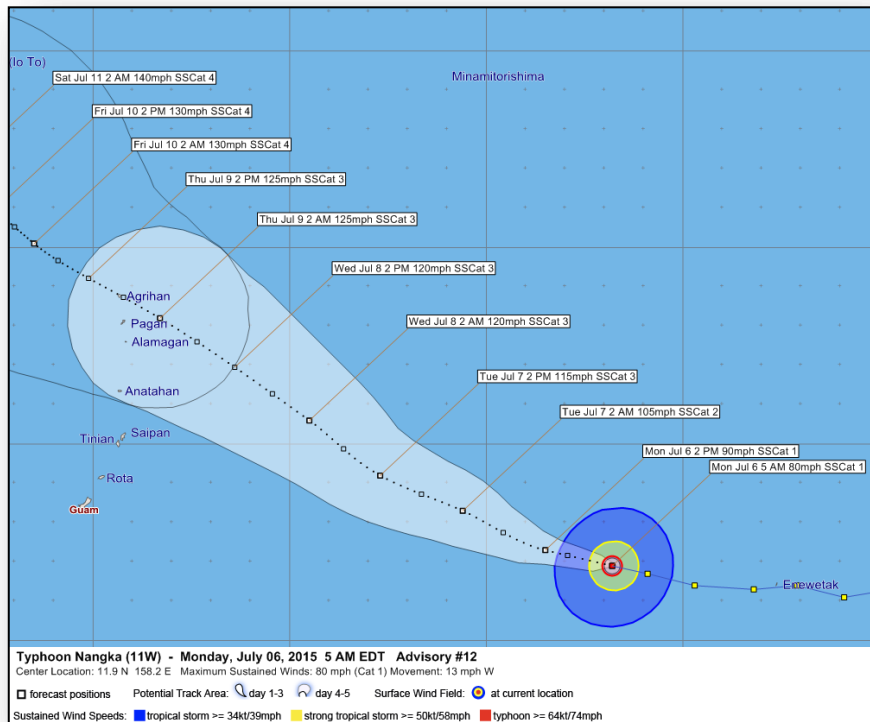 (Io To)
Minamitorishima
Sat Jul 11 2 AM 140mph SSCat 4
Fri Jul 10 2 PM 130mph SSCat 4
Fri Jul 10 2 AM 130mph SSCat 4
Thu Jul 9 2 PM 125mph SSCat 3
Thu Jul 9 2 AM 125mph SSCat 3
Wed Jul 8 2 PM 120mph SSCat 3
Agrihan
Pagan
Wed Jul 8 2 AM 120mph SSCat 3
Alamagan
Tue Jul 7 2 PM 115mph SSCat 3
Anatahan
Tue Jul 7 2 AM 105mph SSCat 2
Saipan
Tinian
Mon Jul 6 2 PM 90mph SSCat 1
Mon Jul 6 5 AM 80mph SSCat 1
Rota
Guam
Enewetak
Typhoon Nangka (11W) - Monday, July 06, 2015 5 AM EDT Advisory #12
Center Location: 11.9 N 158.2 E Maximum Sustained Winds: 80 mph (Cat 1) Movement: 13 mph W
forecast positions Potential Track Area: day 1-3 day 4-5 Surface Wind Field: at current location
Sustained Wind Speeds: tropical storm >= 34kt/39mph strong tropical storm >= 50kt/58mph typhoon >= 64kt/74mph